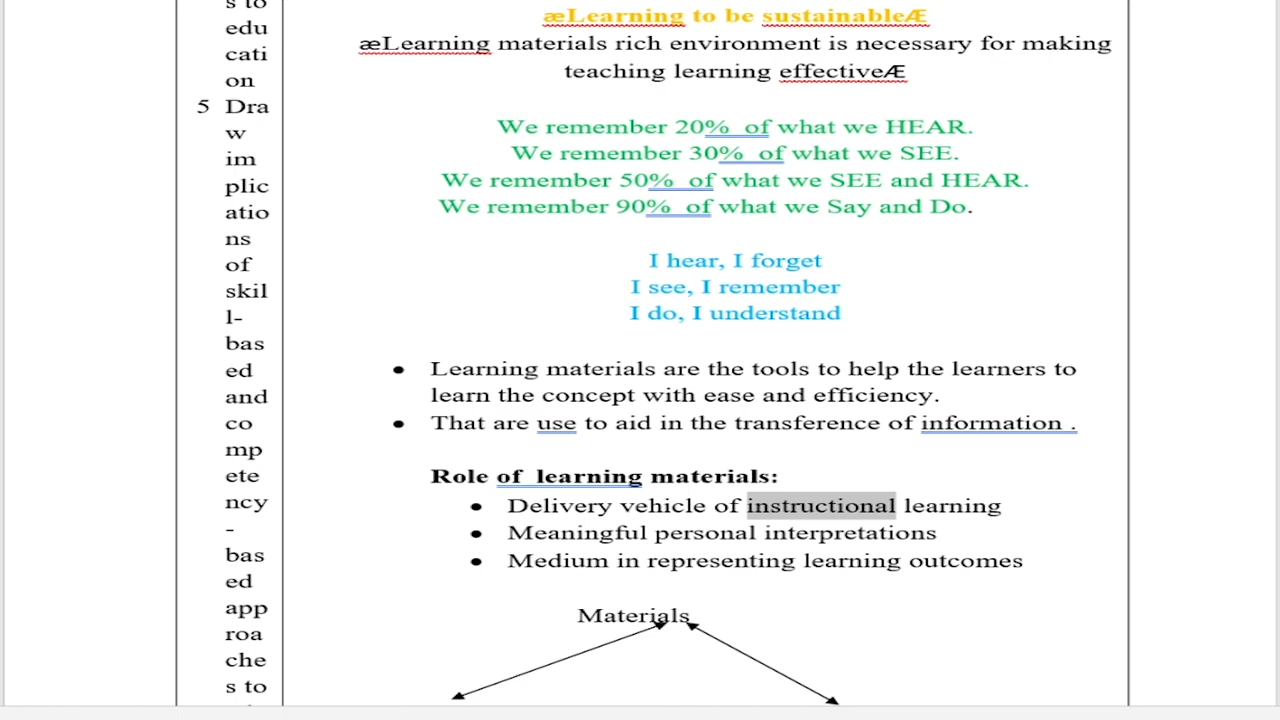 s to
edu
cati
on
5 Dra
w
im
plic
atio
ns
of
skil
l-
bas
ed
and
co
mp
ete
ncy
-
bas
ed
app
roa
che
s to
æLearning to be sustainableÆ
æLearning materials rich environment is necessary for making
teaching learning effectiveÆ
We remember 20%  of what we HEAR.
We remember 30%  of what we SEE.
We remember 50%  of what we SEE and HEAR.
We remember 90%  of what we Say and Do.
I hear, I forget
I see, I remember
I do, I understand
• Learning materials are the tools to help the learners to
learn the concept with ease and efficiency.
• That are use to aid in the transference of information .
Role of  learning materials:
• Delivery vehicle of instructional learning
• Meaningful personal interpretations
• Medium in representing learning outcomes
Materials